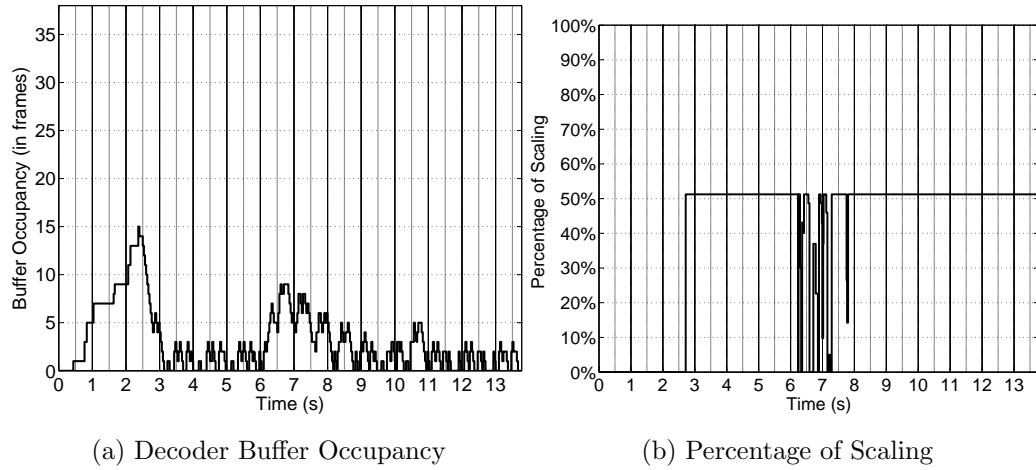 35
30
25
20
15
10
5
0
Buffer Occupancy (in frames)
0 1 2 3 4 5 6 7 8 9 10 11 12 13
Time (s)
(a) Decoder Buffer Occupancy
100%
90%
80%
70%
60%
50%
40%
30%
20%
10%
0%
Percentage of Scaling
0 1 2 3 4 5 6 7 8 9 10 11 12 13
Time (s)
(b) Percentage of Scaling